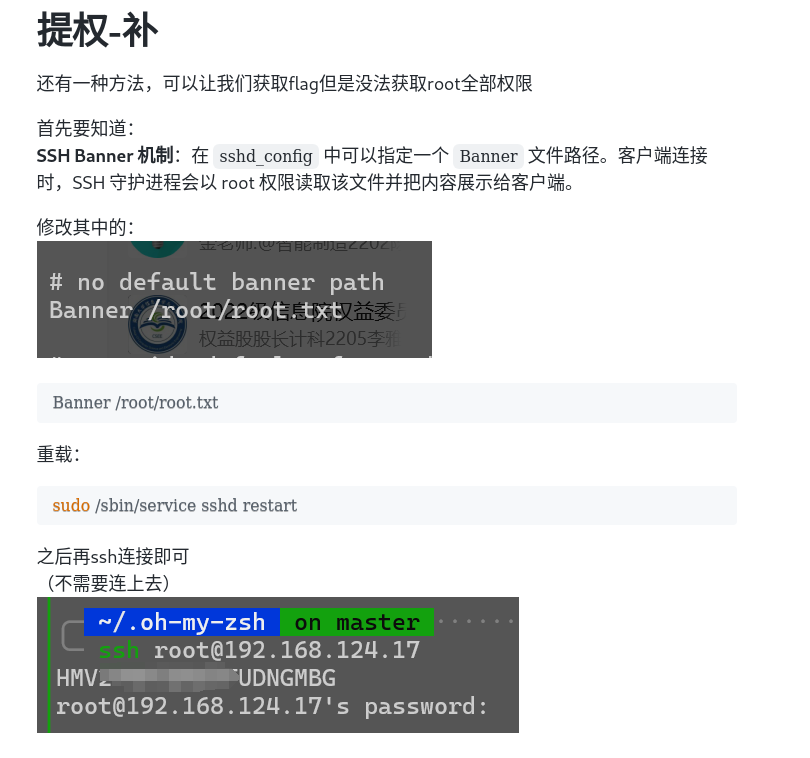 提权-补
还有一种方法，可以让我们获取flag但是没法获取root全部权限
首先要知道：
SSH Banner 机制：在 sshd_config 中可以指定一个 Banner 文件路径。客户端连接
时，SSH 守护进程会以 root 权限读取该文件并把内容展示给客户端。
修改其中的：
# no default banner path
Banner /root/root.txt
权益股股长计科2205李
Banner /root/root.txt
重载：
sudo /sbin/service sshd restart
之后再ssh连接即可
（不需要连上去）
~/.oh-my-zsh on master
ssh root@192.168.124.17
HMV UDNGMBG
root@192.168.124.17's password: